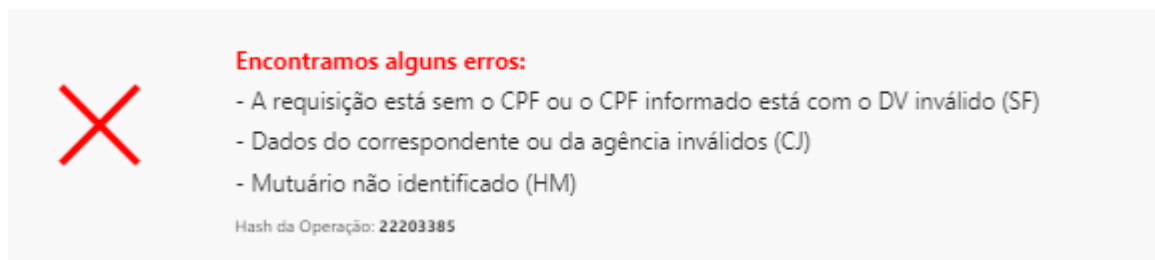 Encontramos alguns erros:
- A requisição está sem o CPF ou o CPF informado está com o DV inválido (SF)
- Dados do correspondente ou da agência inválidos (CJ)
- Mutuário não identificado (HM)
Hash da Operação: 22203385